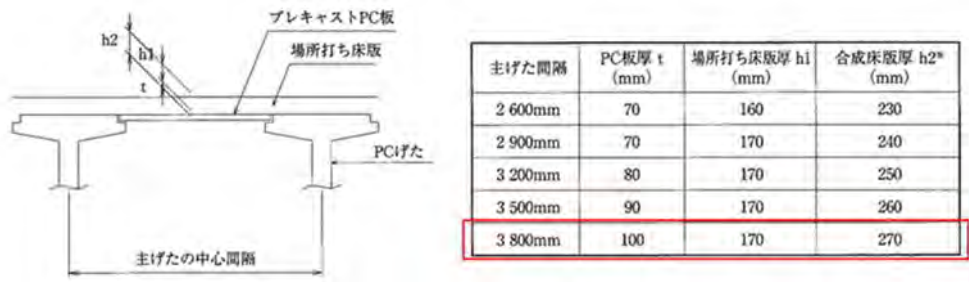 プレキャストPC板
場所打ち床版
h2
h1
t
PCげた
主げたの中心間隔
主げた間隔 PC板厚 t (mm) 場所打ち床版厚 h1 (mm) 合成床版厚 h2* (mm)
2 600mm 70 160 230
2 900mm 70 170 240
3 200mm 80 170 250
3 500mm 90 170 260
3 800mm 100 170 270